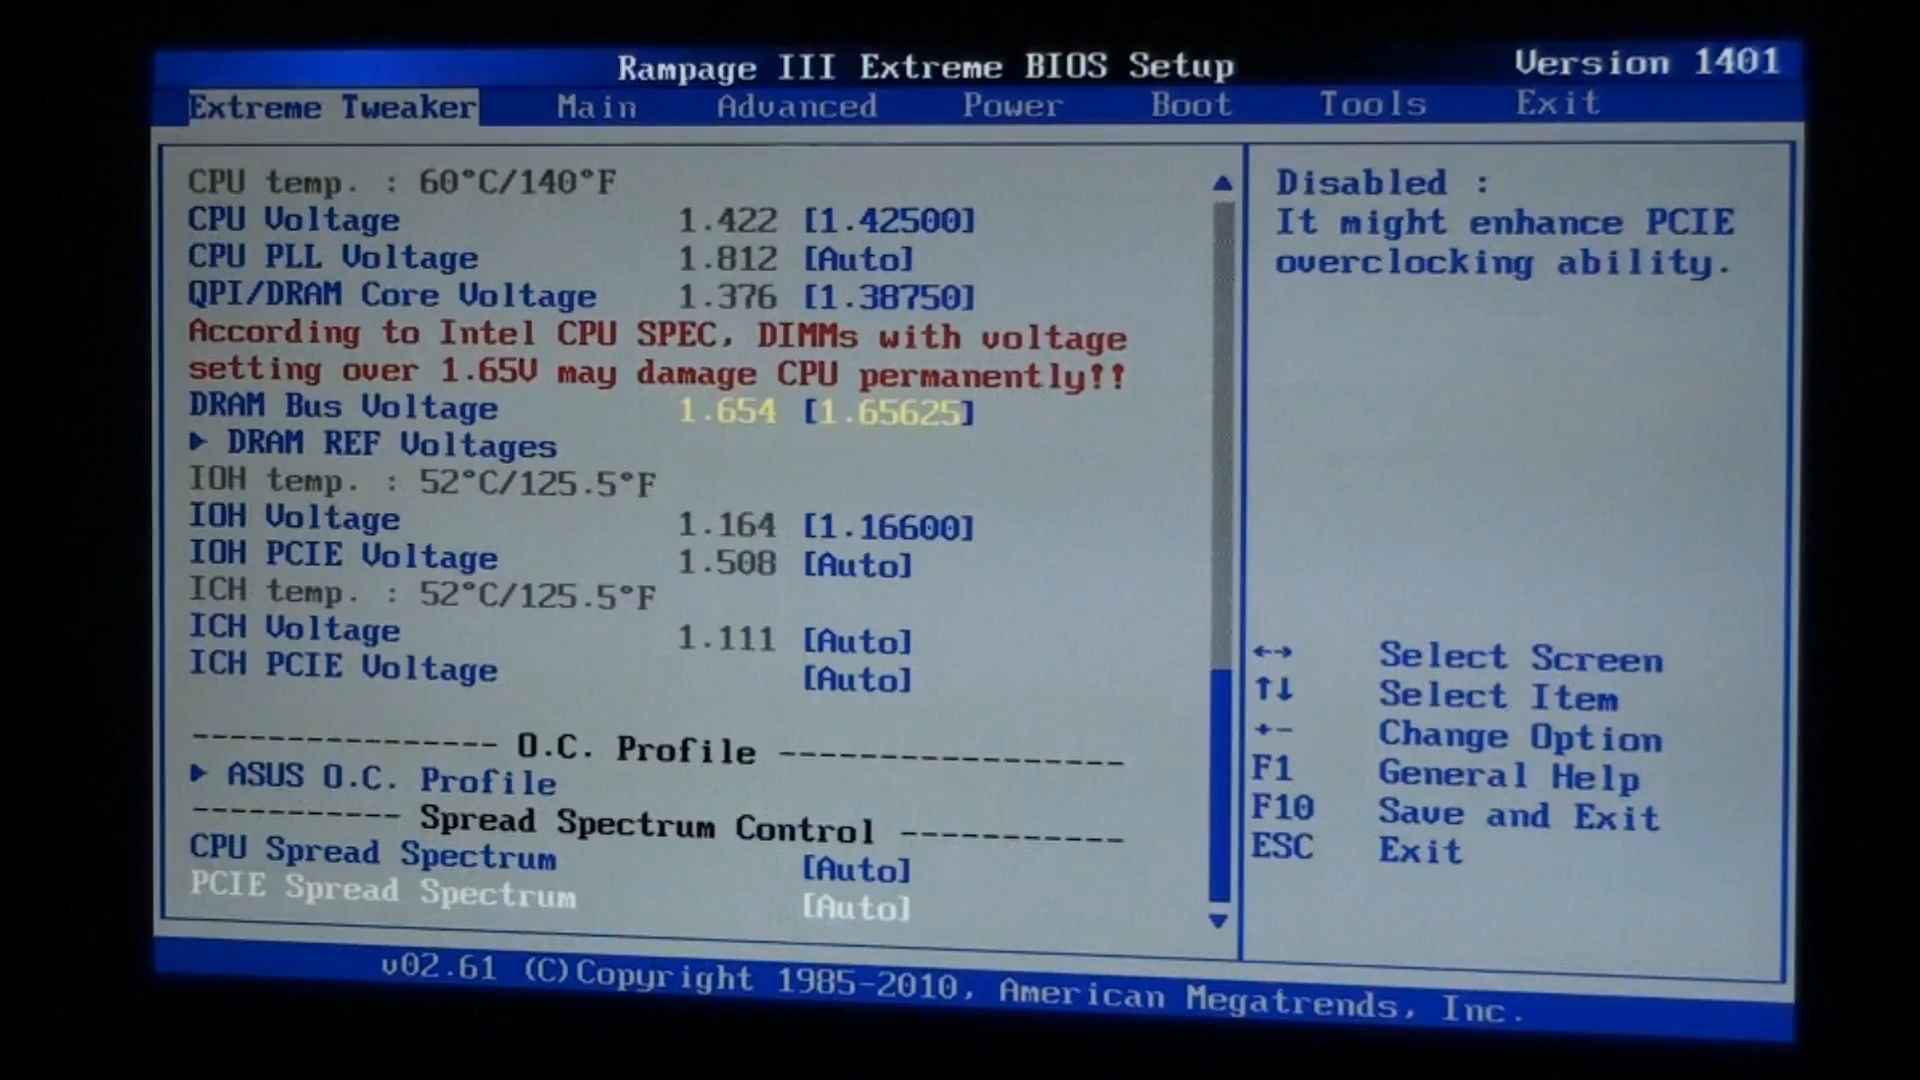 Rampage III Extreme BIOS Setup Version 1401
Extreme Tweaker Main Advanced Power Boot Tools Exit
CPU temp. : 60°C/140°F
CPU Voltage 1.422 [1.42500]
CPU PLL Voltage 1.812 [Auto]
QPI/DRAM Core Voltage 1.376 [1.38750]
According to Intel CPU SPEC, DIMMs with voltage
setting over 1.65V may damage CPU permanently!!
DRAM Bus Voltage 1.654 [1.65625]
▶ DRAM REF Voltages
IOH temp. : 52°C/125.5°F
IOH Voltage 1.164 [1.16600]
IOH PCIE Voltage 1.508 [Auto]
ICH temp. : 52°C/125.5°F
ICH Voltage 1.111 [Auto]
ICH PCIE Voltage [Auto]
---------------- O.C. Profile ------------------
▶ ASUS O.C. Profile
----------- Spread Spectrum Control ------------
CPU Spread Spectrum [Auto]
PCIE Spread Spectrum [Auto]
Disabled :
It might enhance PCIE
overclocking ability.
←→ Select Screen
↑↓ Select Item
+- Change Option
F1 General Help
F10 Save and Exit
ESC Exit
v02.61 (C)Copyright 1985-2010, American Megatrends, Inc.